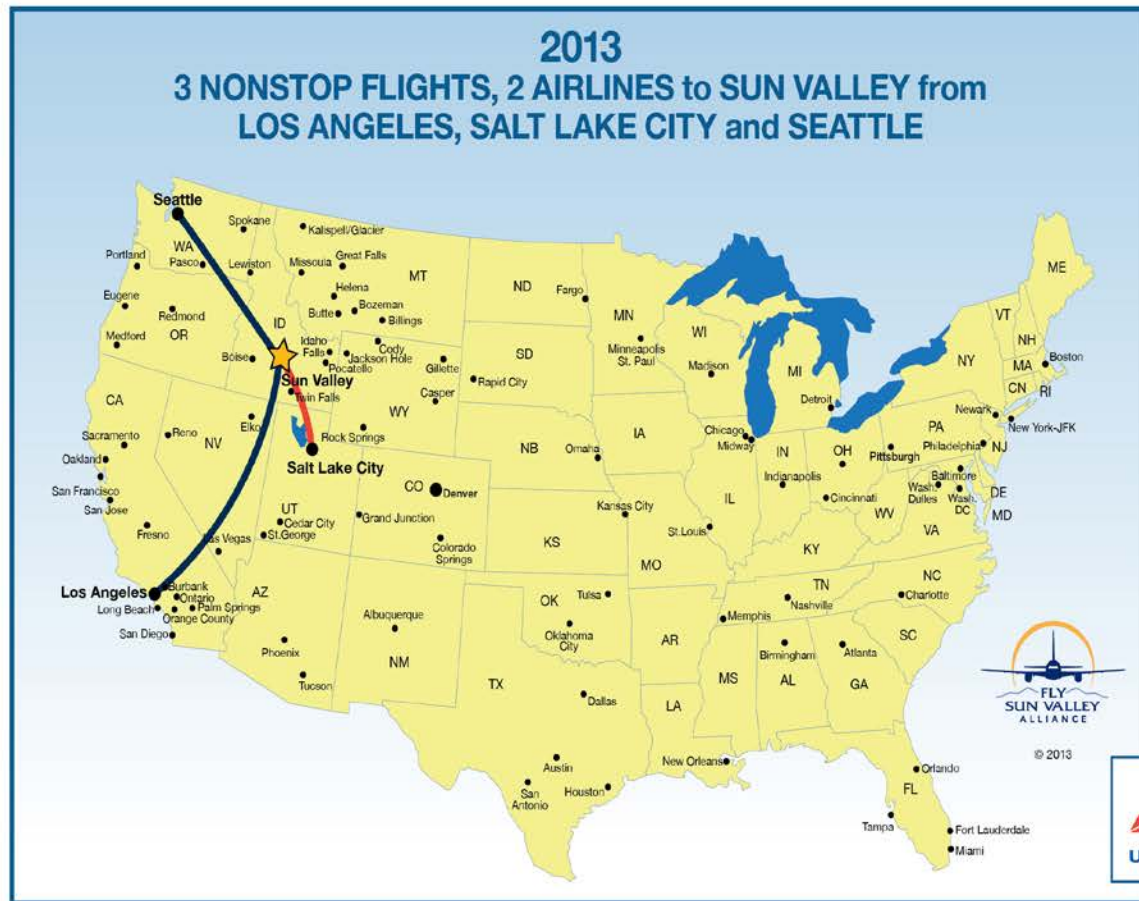 2013
3 NONSTOP FLIGHTS, 2 AIRLINES to SUN VALLEY from
LOS ANGELES, SALT LAKE CITY and SEATTLE
Seattle
Spokane
Kalispell/Glacier
WA
Portland
Pasco
Lewiston
Missoula
Great Falls
MT
ND
Fargo
ME
Eugene
Redmond
OR
Medford
ID
Helena
Butte
Bozeman
Billings
MN
Minneapolis
St. Paul
WI
Madison
MI
Detroit
VT
NH
NY
MA
Boston
CN
RI
Boise
Idaho
Falls
Jackson Hole
Pocatello
Cody
Gillette
SD
Rapid City
Sun Valley
Twin Falls
Casper
WY
CA
Sacramento
Reno
NV
Elko
Rock Springs
NB
Omaha
IA
Chicago
Midway
Newark
New York-JFK
PA
Philadelphia
NJ
Pittsburgh
Oakland
Salt Lake City
San Francisco
San Jose
CO
Denver
IN
Indianapolis
OH
Baltimore
Wash.
Dulles
Wash.
DC
DE
MD
UT
Cedar City
Grand Junction
Kansas City
IL
Cincinnati
WV
VA
Fresno
Las Vegas
St.George
Colorado
Springs
KS
St.Louis
MO
KY
Los Angeles
Burbank
Ontario
Long Beach
Palm Springs
Orange County
San Diego
AZ
Albuquerque
NM
Phoenix
Tucson
OK
Tulsa
Oklahoma
City
AR
Memphis
TN
Nashville
NC
Charlotte
SC
Birmingham
Atlanta
TX
Dallas
LA
MS
AL
GA
Austin
San
Antonio
Houston
New Orleans
Orlando
FL
Tampa
Fort Lauderdale
Miami
FLY
SUN VALLEY
ALLIANCE
© 2013